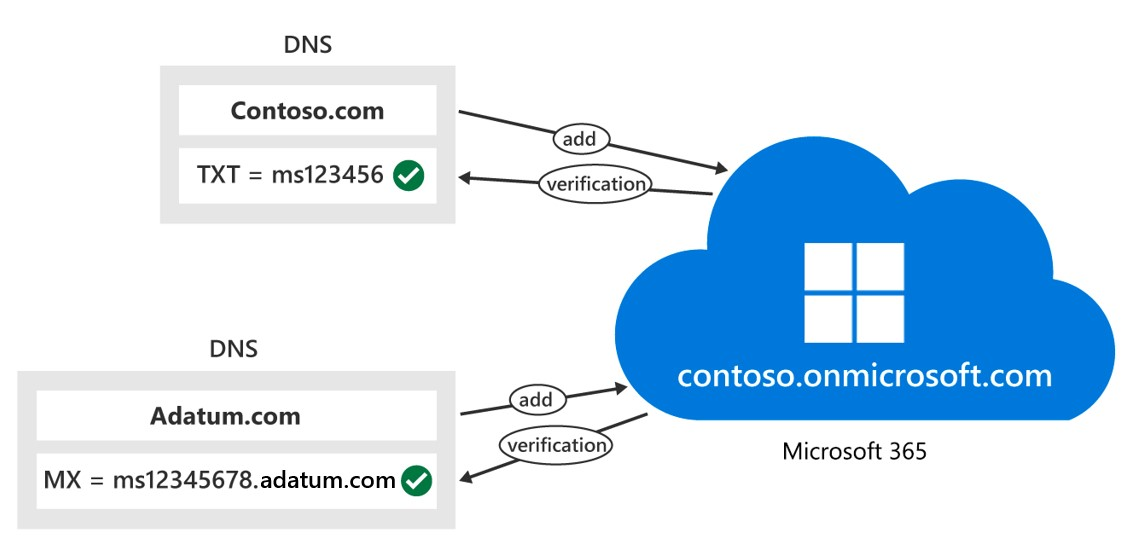 DNS
Contoso.com
TXT = ms123456
add
verification
DNS
Adatum.com
MX = ms12345678.adatum.com
add
verification
contoso.onmicrosoft.com
Microsoft 365